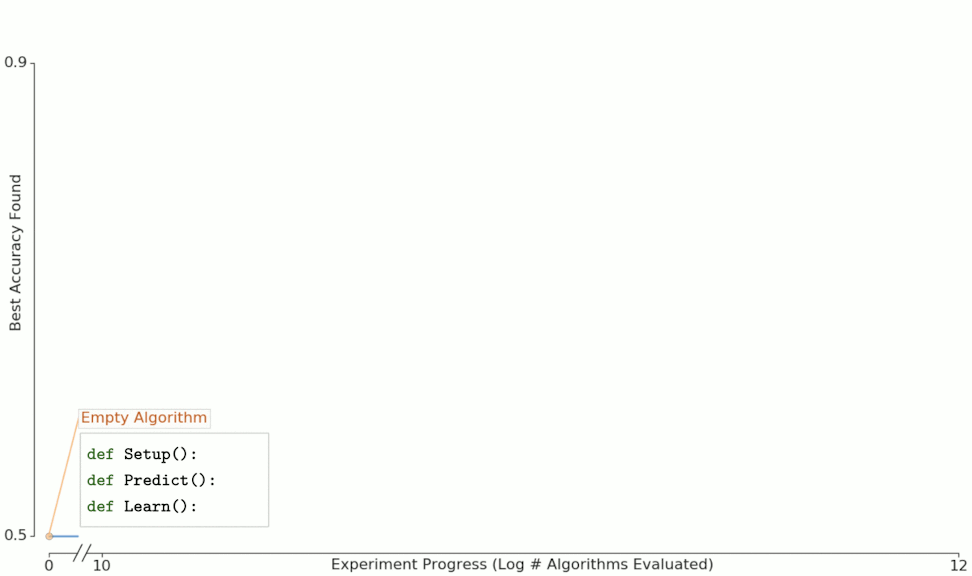 0.9
Best Accuracy Found
Empty Algorithm
def Setup():
def Predict():
def Learn():
0.5
0 10 Experiment Progress (Log # Algorithms Evaluated) 12